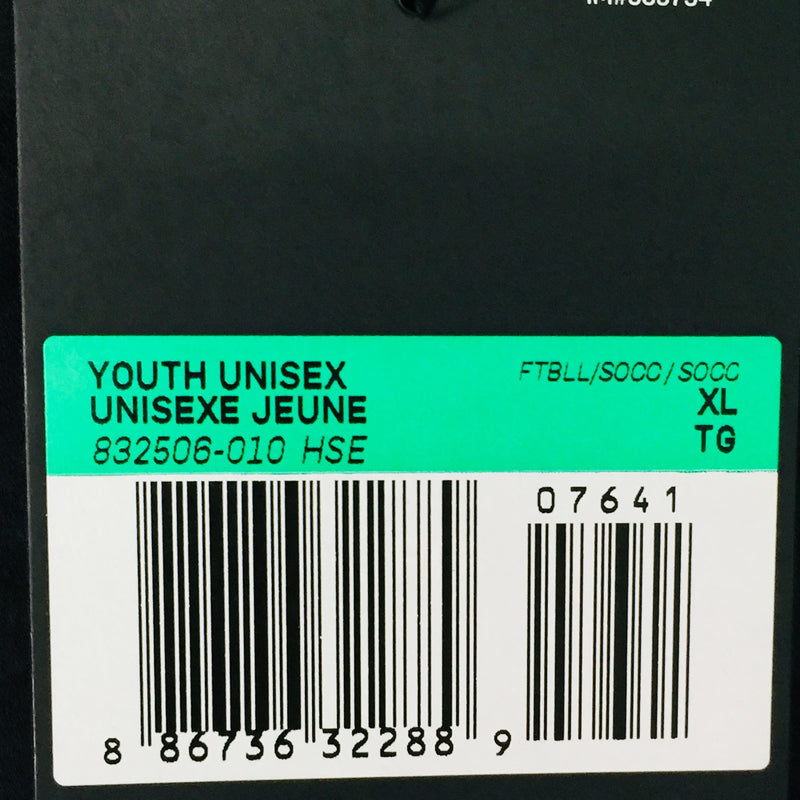 YOUTH UNISEX
UNISEXE JEUNE
832506-010 HSE
FTBLL/SOCC/SOCC
XL
TG
07641
8 86736 32288 9